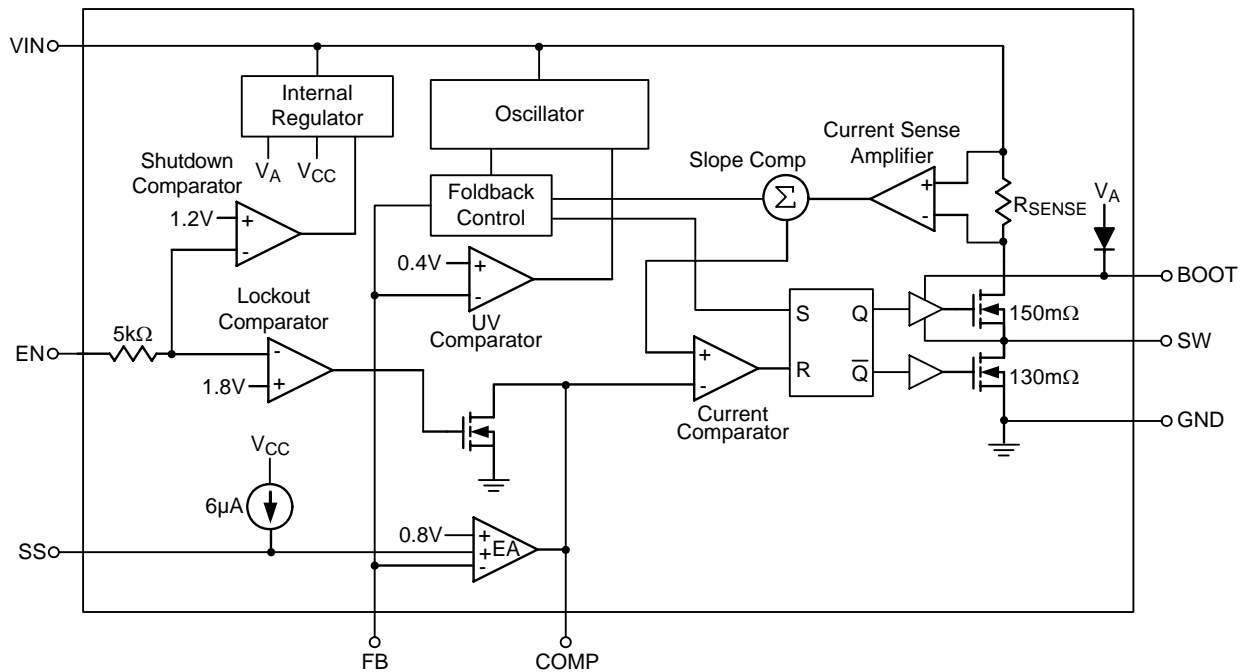 VIN
Internal
Regulator
Oscillator
Current Sense
Amplifier
Shutdown
Comparator
VA
VCC
Slope Comp
Foldback
Control
Σ
+
-
RSENSE
VA
1.2V
+
-
0.4V
+
-
BOOT
Lockout
Comparator
UV
Comparator
S
Q
150mΩ
5kΩ
EN
-
1.8V
+
SW
+
-
R
Q̅
130mΩ
Current
Comparator
GND
VCC
6µA
0.8V
+
SS
+
EA
-
FB
COMP